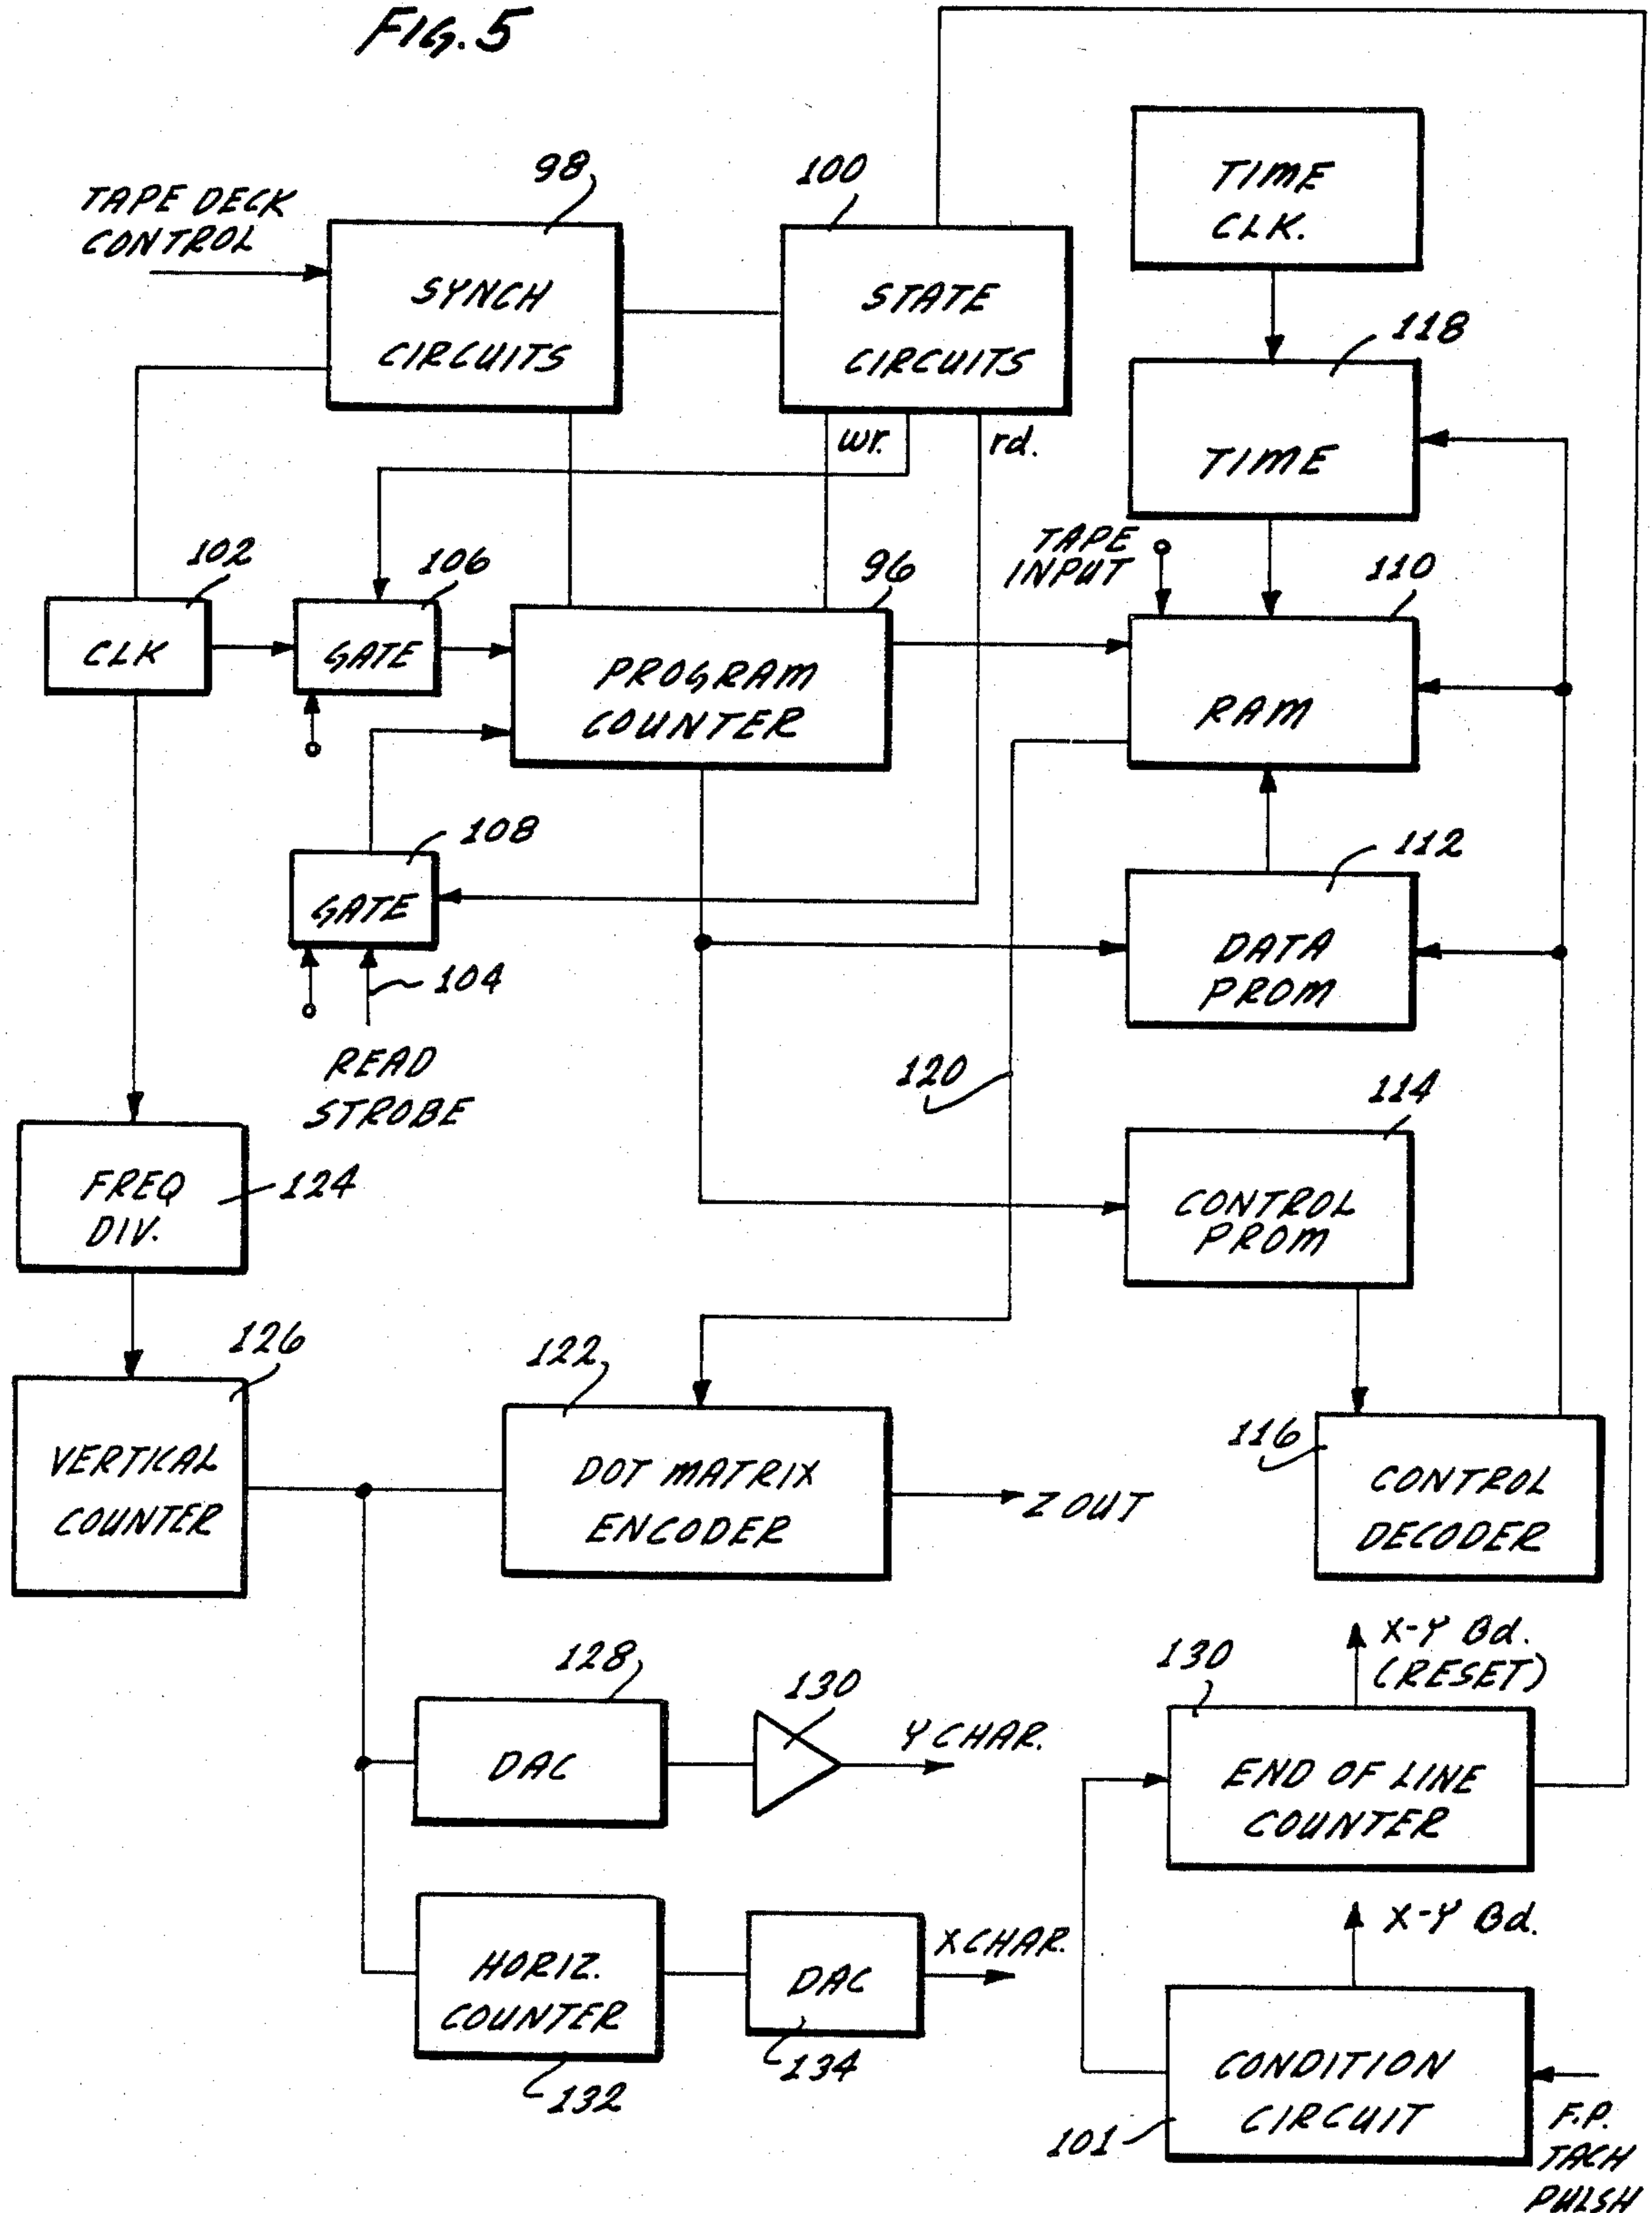 FIG. 5
TAPE DECK
CONTROL
98
SYNCH
CIRCUITS
100
STATE
CIRCUITS
TIME
CLK.
118
TIME
wr.
rd.
102
CLK
106
GATE
96
PROGRAM
COUNTER
TAPE
INPUT
110
RAM
108
GATE
104
READ
STROBE
112
DATA
PROM
120
114
CONTROL
PROM
FREQ
DIV.
124
126
VERTICAL
COUNTER
122
DOT MATRIX
ENCODER
Z OUT
116
CONTROL
DECODER
128
DAC
130
Y CHAR.
130
X-Y Bd.
(RESET)
END OF LINE
COUNTER
HORIZ.
COUNTER
132
DAC
134
X CHAR.
X-Y Bd.
CONDITION
CIRCUIT
101
F.P.
TACH
PULSH